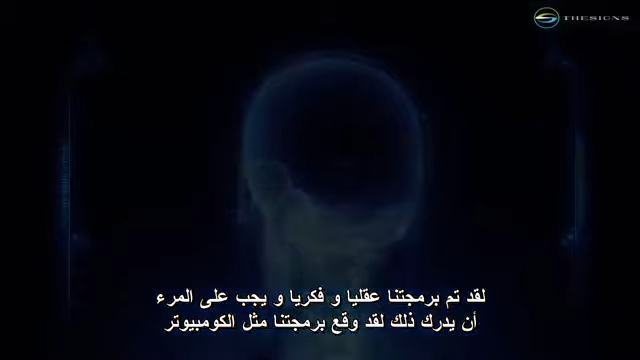 THESIGNS
لقد تم برمجتنا عقليا و فكريا و يجب على المرء
أن يدرك ذلك لقد وقع برمجتنا مثل الكومبيوتر